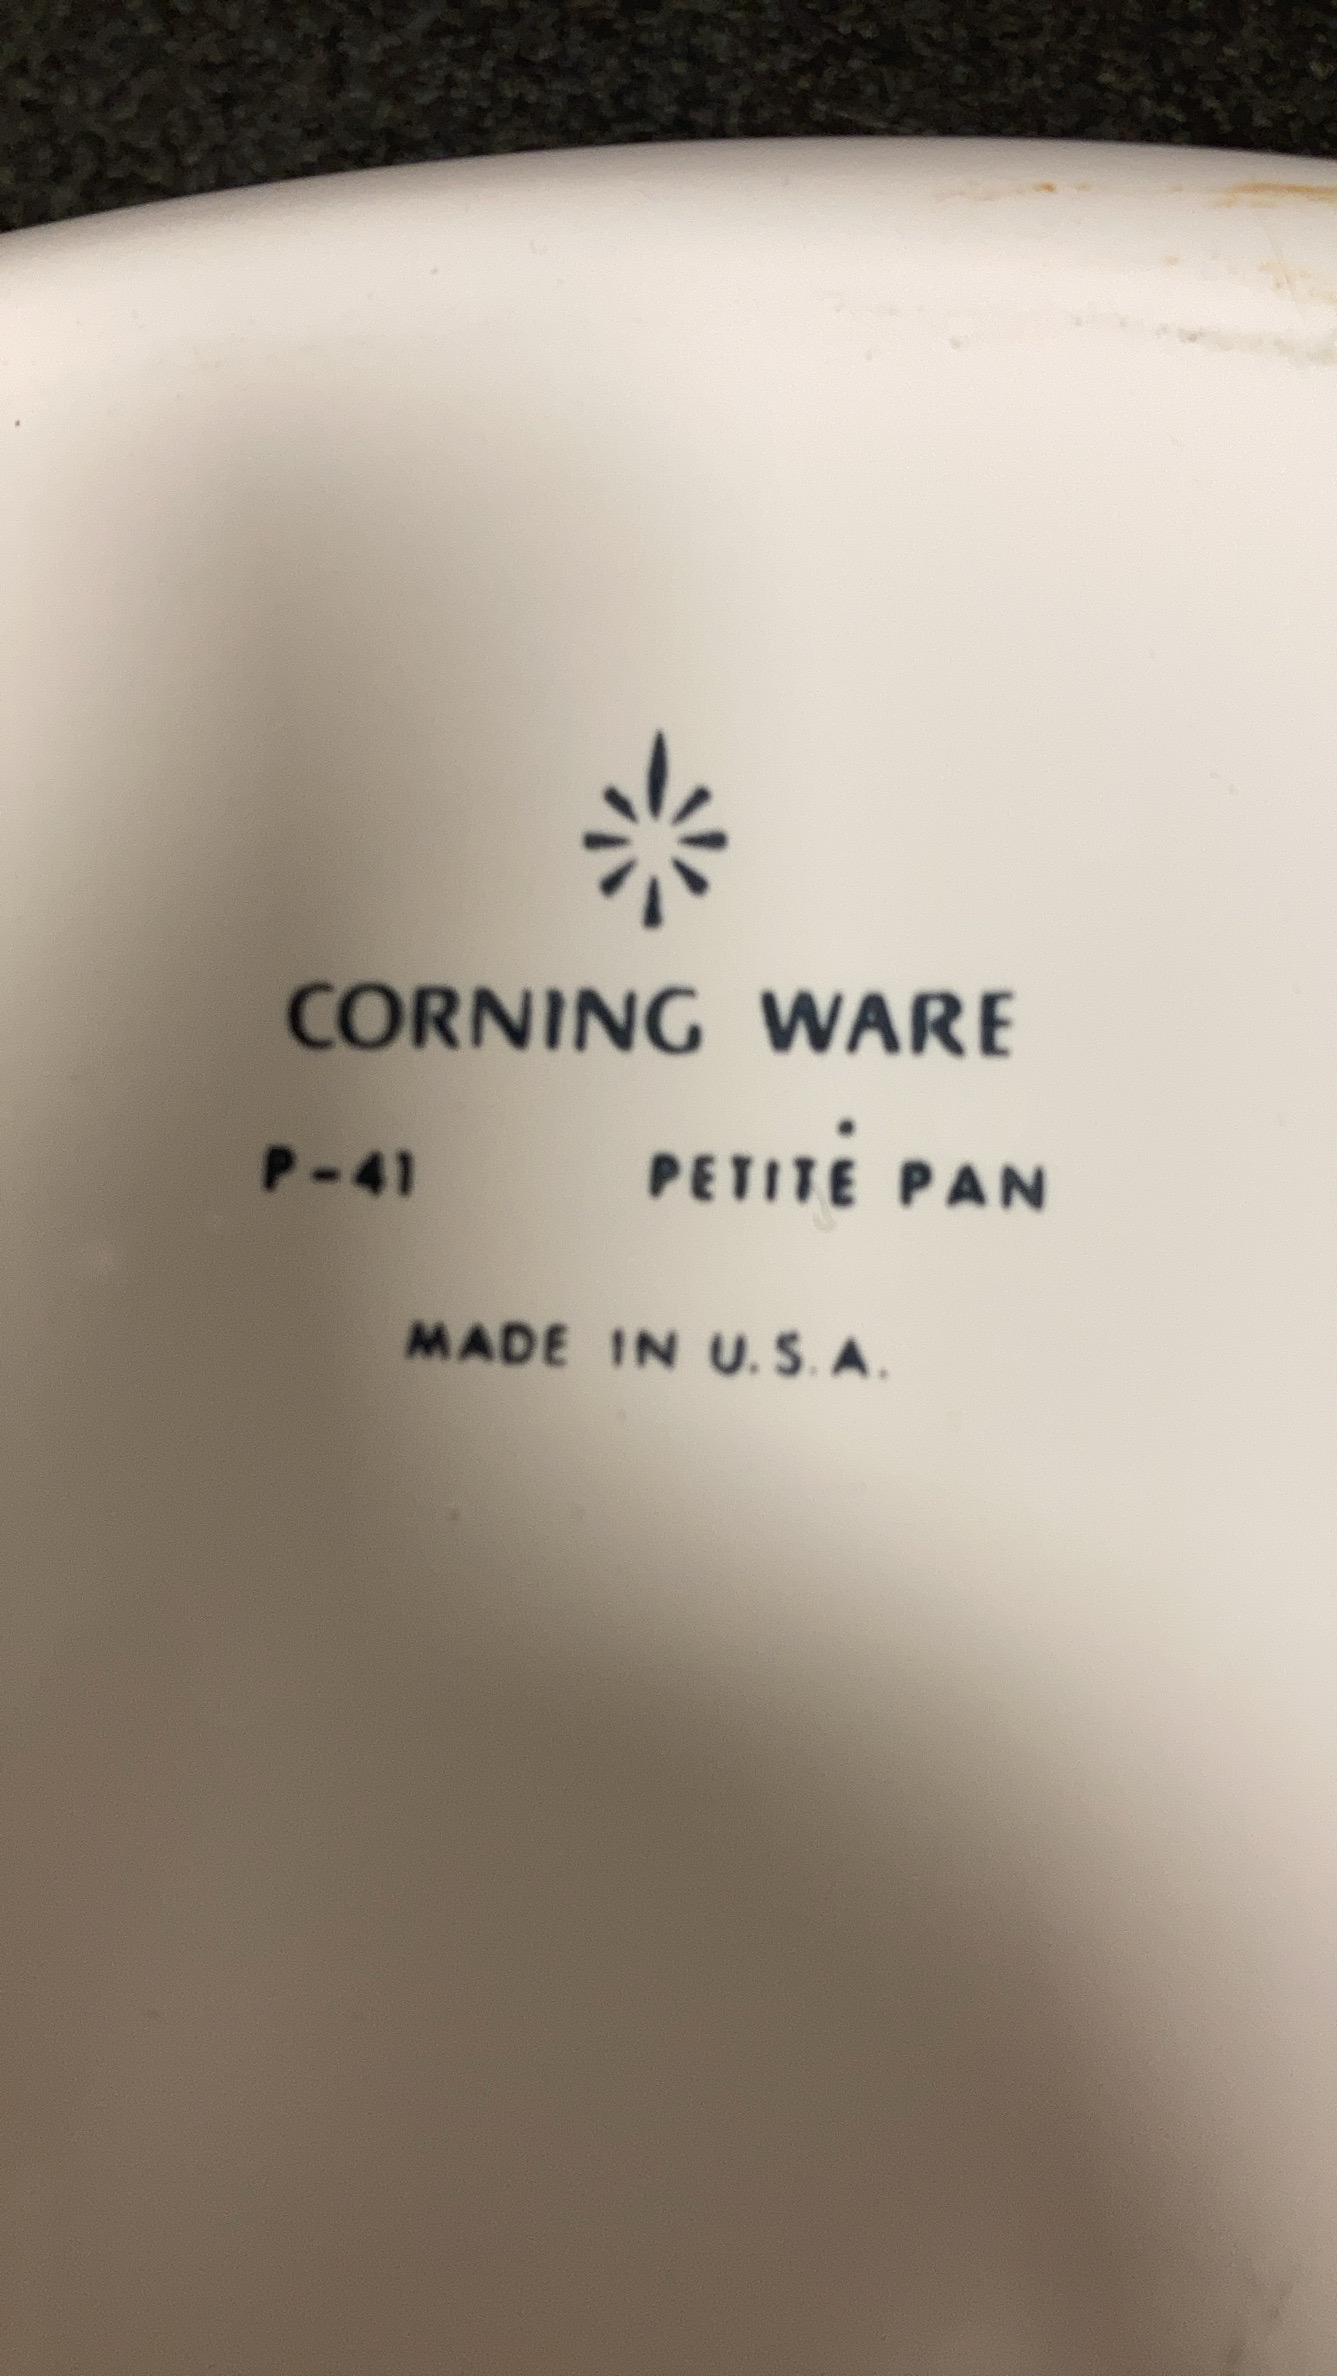 CORNING WARE
P-41 PETITE PAN
MADE IN U.S.A.